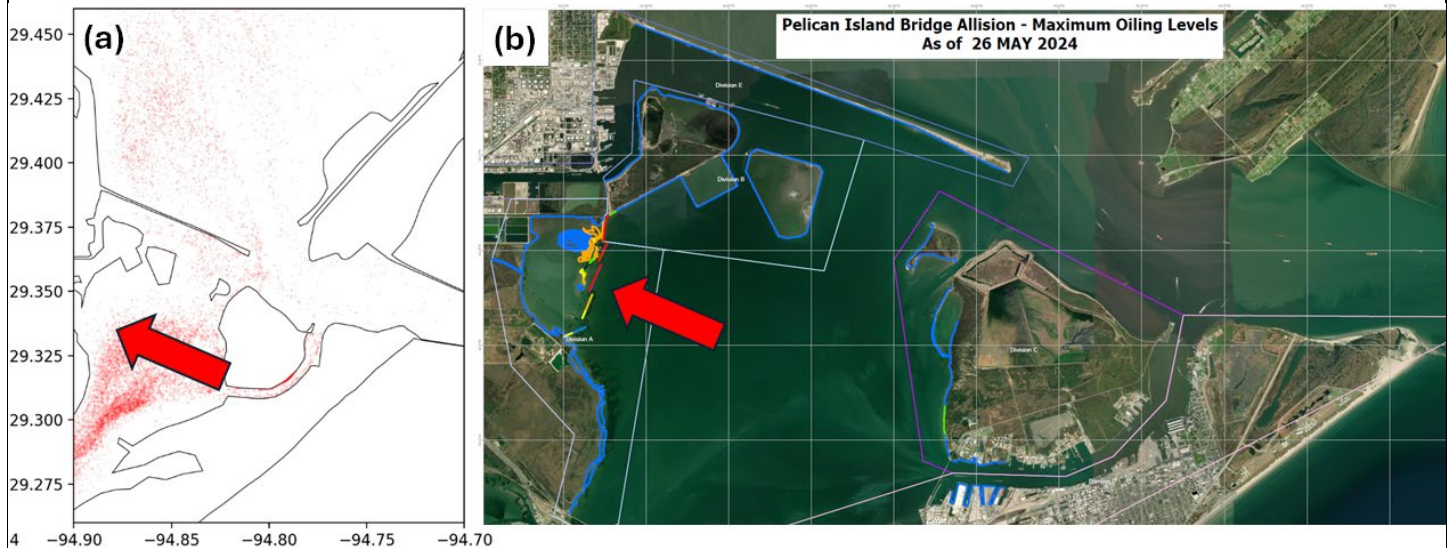 (a)
29.450
29.425
29.400
29.375
29.350
29.325
29.300
29.275
4
−94.90
−94.85
−94.80
−94.75
−94.70
(b)
Pelican Island Bridge Allision - Maximum Oiling Levels
As of 26 MAY 2024
Division E
Division B
Division A
Division C